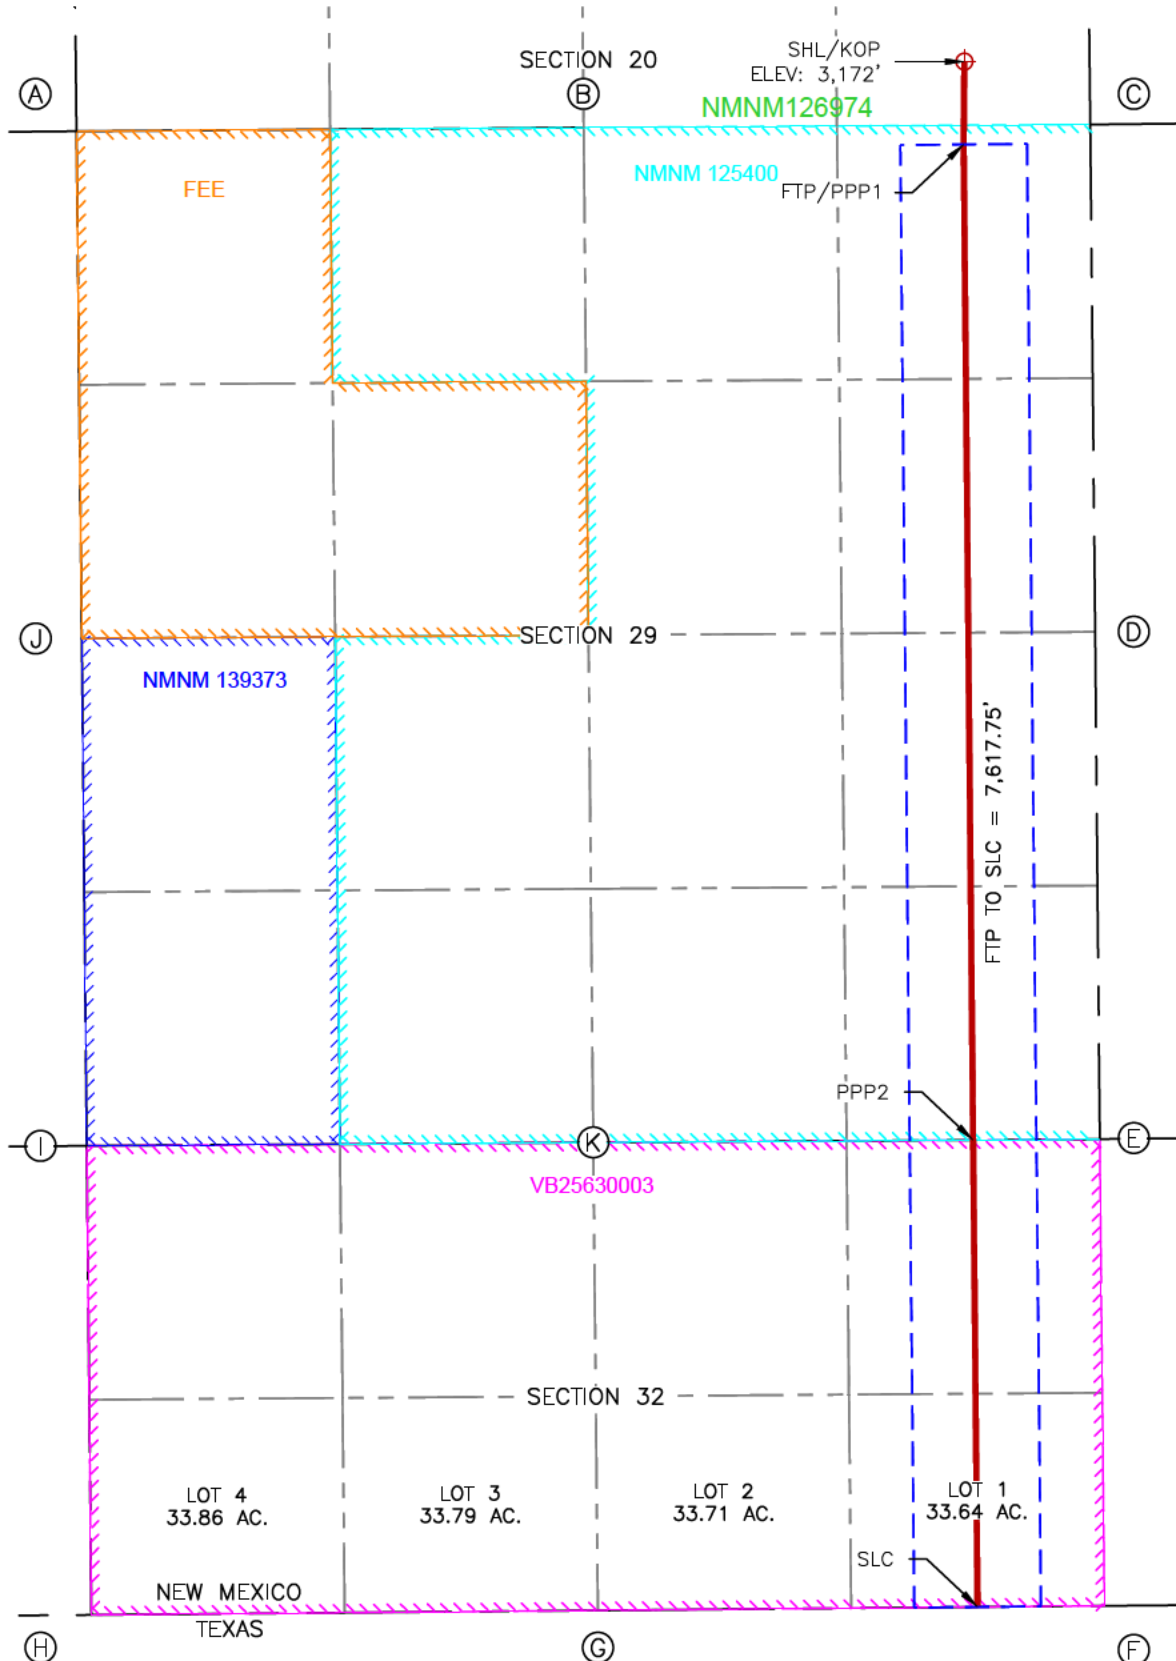 SECTION 20
SHL/KOP
ELEV: 3,172'
A
B
C
NMNM126974
FEE
NMNM 125400
FTP/PPP1
J
SECTION 29
D
NMNM 139373
FTP TO SLC = 7,617.75'
PPP2
I
K
E
VB25630003
SECTION 32
LOT 4
33.86 AC.
LOT 3
33.79 AC.
LOT 2
33.71 AC.
LOT 1
33.64 AC.
SLC
NEW MEXICO
TEXAS
H
G
F